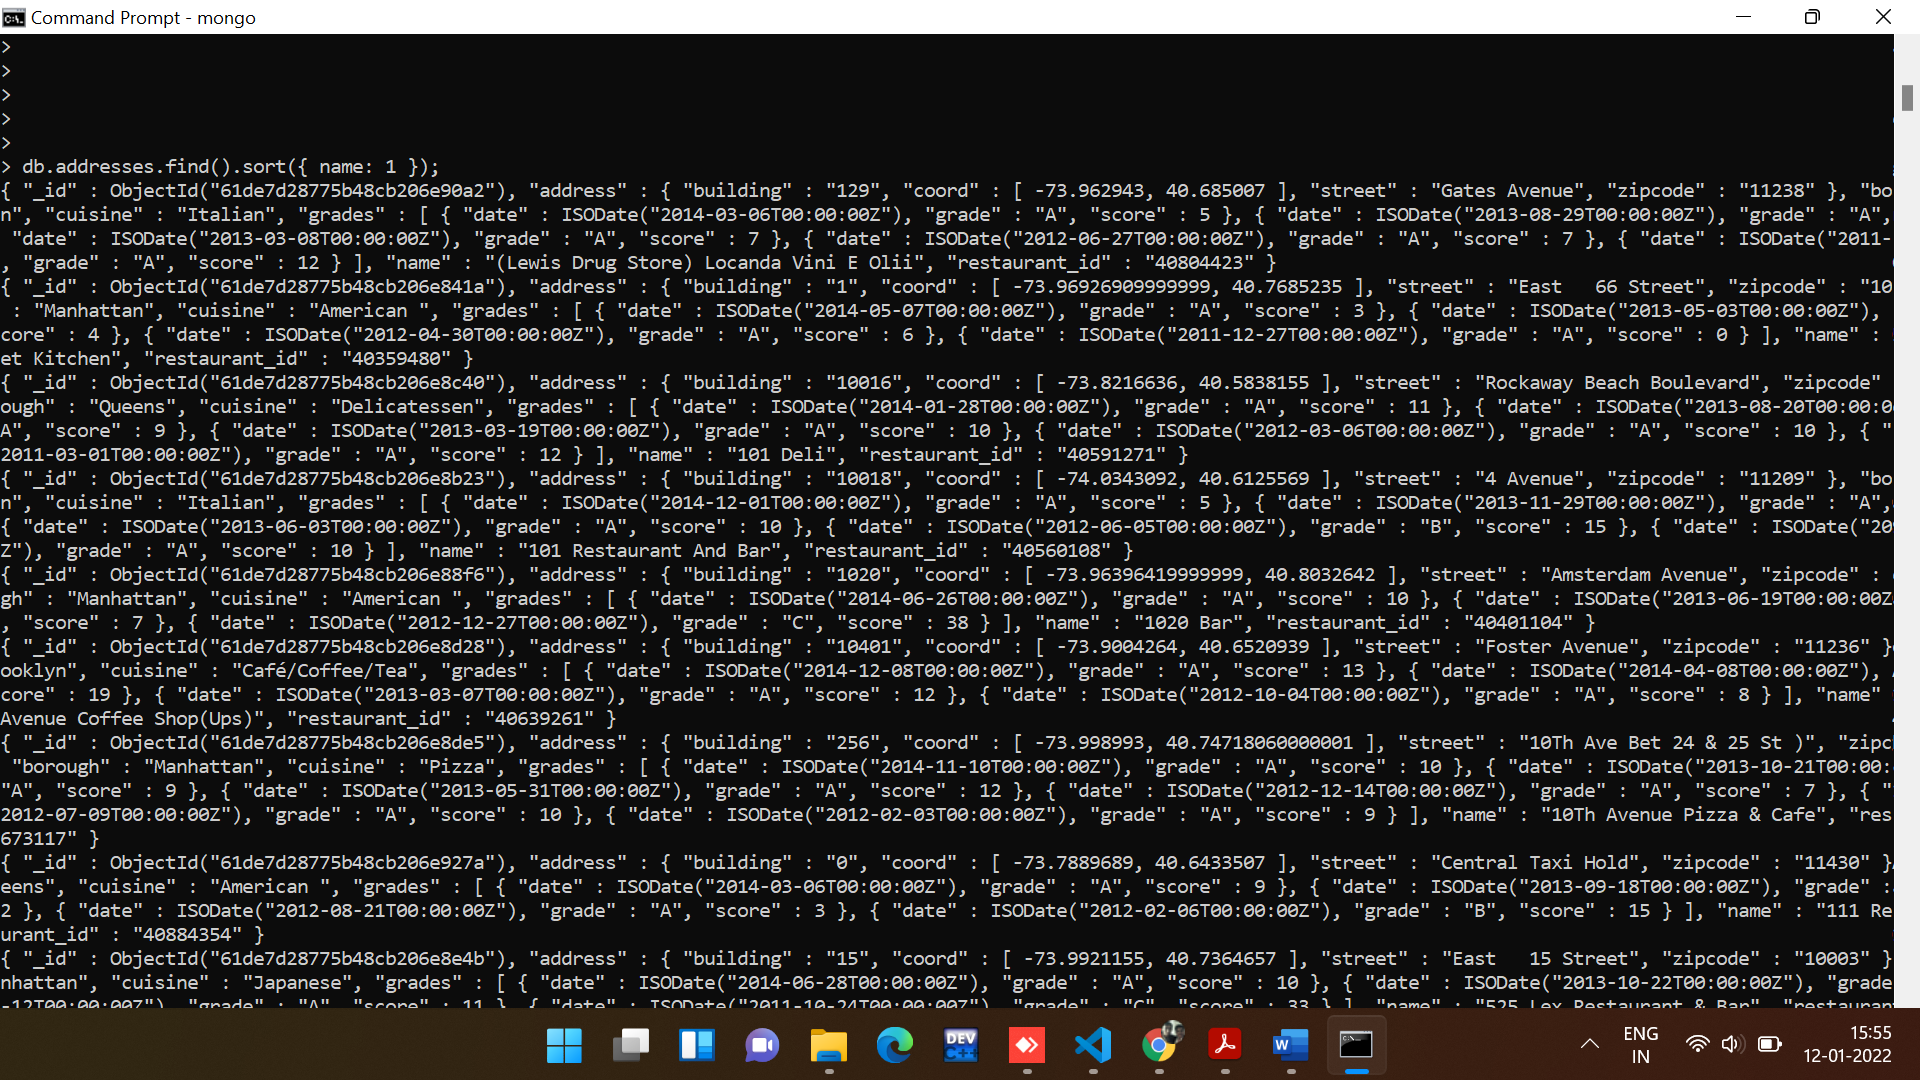 Command Prompt - mongo
>
>
>
>
>
> db.addresses.find().sort({ name: 1 });
{ "_id" : ObjectId("61de7d28775b48cb206e90a2"), "address" : { "building" : "129", "coord" : [ -73.962943, 40.685007 ], "street" : "Gates Avenue", "zipcode" : "11238" }, "bo
n", "cuisine" : "Italian", "grades" : [ { "date" : ISODate("2014-03-06T00:00:00Z"), "grade" : "A", "score" : 5 }, { "date" : ISODate("2013-08-29T00:00:00Z"), "grade" : "A",
"date" : ISODate("2013-03-08T00:00:00Z"), "grade" : "A", "score" : 7 }, { "date" : ISODate("2012-06-27T00:00:00Z"), "grade" : "A", "score" : 7 }, { "date" : ISODate("2011-
, "grade" : "A", "score" : 12 } ], "name" : "(Lewis Drug Store) Locanda Vini E Olii", "restaurant_id" : "40804423" }
{ "_id" : ObjectId("61de7d28775b48cb206e841a"), "address" : { "building" : "1", "coord" : [ -73.96926909999999, 40.7685235 ], "street" : "East   66 Street", "zipcode" : "10
: "Manhattan", "cuisine" : "American ", "grades" : [ { "date" : ISODate("2014-05-07T00:00:00Z"), "grade" : "A", "score" : 3 }, { "date" : ISODate("2013-05-03T00:00:00Z"),
core" : 4 }, { "date" : ISODate("2012-04-30T00:00:00Z"), "grade" : "A", "score" : 6 }, { "date" : ISODate("2011-12-27T00:00:00Z"), "grade" : "A", "score" : 0 } ], "name" :
et Kitchen", "restaurant_id" : "40359480" }
{ "_id" : ObjectId("61de7d28775b48cb206e8c40"), "address" : { "building" : "10016", "coord" : [ -73.8216636, 40.5838155 ], "street" : "Rockaway Beach Boulevard", "zipcode"
ough" : "Queens", "cuisine" : "Delicatessen", "grades" : [ { "date" : ISODate("2014-01-28T00:00:00Z"), "grade" : "A", "score" : 11 }, { "date" : ISODate("2013-08-20T00:00:0
A", "score" : 9 }, { "date" : ISODate("2013-03-19T00:00:00Z"), "grade" : "A", "score" : 10 }, { "date" : ISODate("2012-03-06T00:00:00Z"), "grade" : "A", "score" : 10 }, { "
2011-03-01T00:00:00Z"), "grade" : "A", "score" : 12 } ], "name" : "101 Deli", "restaurant_id" : "40591271" }
{ "_id" : ObjectId("61de7d28775b48cb206e8b23"), "address" : { "building" : "10018", "coord" : [ -74.0343092, 40.6125569 ], "street" : "4 Avenue", "zipcode" : "11209" }, "bo
n", "cuisine" : "Italian", "grades" : [ { "date" : ISODate("2014-12-01T00:00:00Z"), "grade" : "A", "score" : 5 }, { "date" : ISODate("2013-11-29T00:00:00Z"), "grade" : "A",
{ "date" : ISODate("2013-06-03T00:00:00Z"), "grade" : "A", "score" : 10 }, { "date" : ISODate("2012-06-05T00:00:00Z"), "grade" : "B", "score" : 15 }, { "date" : ISODate("20
Z"), "grade" : "A", "score" : 10 } ], "name" : "101 Restaurant And Bar", "restaurant_id" : "40560108" }
{ "_id" : ObjectId("61de7d28775b48cb206e88f6"), "address" : { "building" : "1020", "coord" : [ -73.96396419999999, 40.8032642 ], "street" : "Amsterdam Avenue", "zipcode" :
gh" : "Manhattan", "cuisine" : "American ", "grades" : [ { "date" : ISODate("2014-06-26T00:00:00Z"), "grade" : "A", "score" : 10 }, { "date" : ISODate("2013-06-19T00:00:00Z
, "score" : 7 }, { "date" : ISODate("2012-12-27T00:00:00Z"), "grade" : "C", "score" : 38 } ], "name" : "1020 Bar", "restaurant_id" : "40401104" }
{ "_id" : ObjectId("61de7d28775b48cb206e8d28"), "address" : { "building" : "10401", "coord" : [ -73.9004264, 40.6520939 ], "street" : "Foster Avenue", "zipcode" : "11236" }
ooklyn", "cuisine" : "Café/Coffee/Tea", "grades" : [ { "date" : ISODate("2014-12-08T00:00:00Z"), "grade" : "A", "score" : 13 }, { "date" : ISODate("2014-04-08T00:00:00Z"),
core" : 19 }, { "date" : ISODate("2013-03-07T00:00:00Z"), "grade" : "A", "score" : 12 }, { "date" : ISODate("2012-10-04T00:00:00Z"), "grade" : "A", "score" : 8 } ], "name"
Avenue Coffee Shop(Ups)", "restaurant_id" : "40639261" }
{ "_id" : ObjectId("61de7d28775b48cb206e8de5"), "address" : { "building" : "256", "coord" : [ -73.998993, 40.74718060000001 ], "street" : "10Th Ave Bet 24 & 25 St )", "zipc
"borough" : "Manhattan", "cuisine" : "Pizza", "grades" : [ { "date" : ISODate("2014-11-10T00:00:00Z"), "grade" : "A", "score" : 10 }, { "date" : ISODate("2013-10-21T00:00:
"A", "score" : 9 }, { "date" : ISODate("2013-05-31T00:00:00Z"), "grade" : "A", "score" : 12 }, { "date" : ISODate("2012-12-14T00:00:00Z"), "grade" : "A", "score" : 7 }, { "
2012-07-09T00:00:00Z"), "grade" : "A", "score" : 10 }, { "date" : ISODate("2012-02-03T00:00:00Z"), "grade" : "A", "score" : 9 } ], "name" : "10Th Avenue Pizza & Cafe", "res
673117" }
{ "_id" : ObjectId("61de7d28775b48cb206e927a"), "address" : { "building" : "0", "coord" : [ -73.7889689, 40.6433507 ], "street" : "Central Taxi Hold", "zipcode" : "11430" }
eens", "cuisine" : "American ", "grades" : [ { "date" : ISODate("2014-03-06T00:00:00Z"), "grade" : "A", "score" : 9 }, { "date" : ISODate("2013-09-18T00:00:00Z"), "grade" :
2 }, { "date" : ISODate("2012-08-21T00:00:00Z"), "grade" : "A", "score" : 3 }, { "date" : ISODate("2012-02-06T00:00:00Z"), "grade" : "B", "score" : 15 } ], "name" : "111 Re
urant_id" : "40884354" }
{ "_id" : ObjectId("61de7d28775b48cb206e8e4b"), "address" : { "building" : "15", "coord" : [ -73.9921155, 40.7364657 ], "street" : "East   15 Street", "zipcode" : "10003" }
nhattan", "cuisine" : "Japanese", "grades" : [ { "date" : ISODate("2014-06-28T00:00:00Z"), "grade" : "A", "score" : 10 }, { "date" : ISODate("2013-10-22T00:00:00Z"), "grade
-12T00:00:00Z"), "grade" : "A", "score" : 11 }, { "date" : ISODate("2011-10-24T00:00:00Z"), "grade" : "C", "score" : 33 } ], "name" : "525 Lex Restaurant & Bar", "restauran
DEV
C++
W
ENG
IN
15:55
12-01-2022